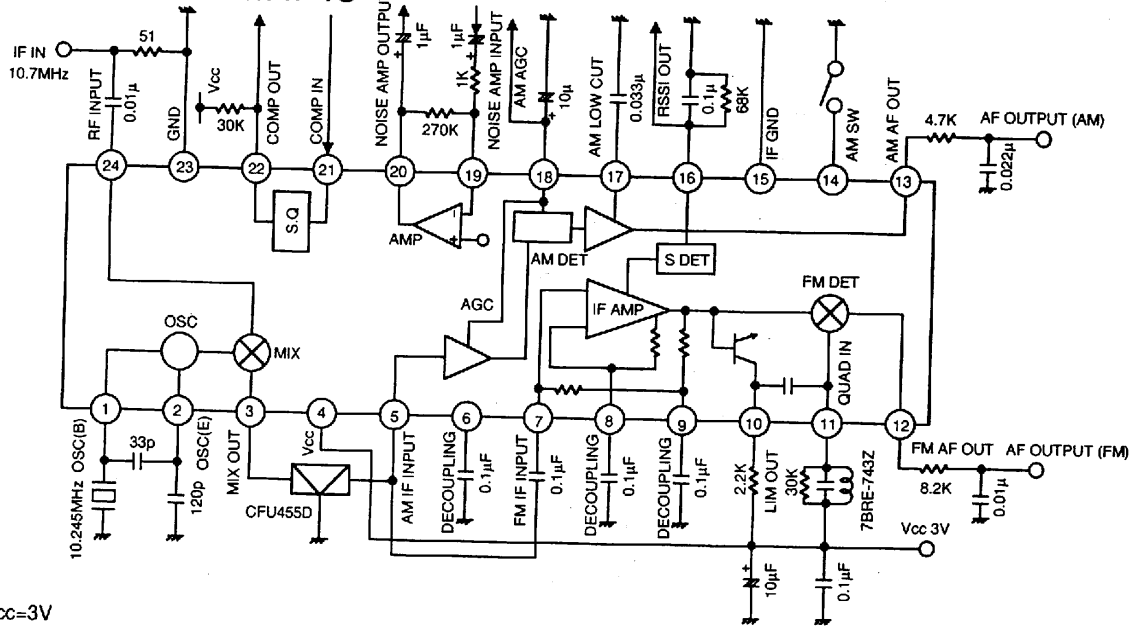 IF IN
10.7MHz
51
0.01µ
RF INPUT
GND
Vcc
30K
COMP OUT
COMP IN
NOISE AMP OUTPUT
+
1µF
270K
1µF
+
1K
NOISE AMP INPUT
AM AGC
10µ
+
AM LOW CUT
0.033µ
RSSI OUT
0.1µ
68K
IF GND
AM SW
AM AF OUT
4.7K
AF OUTPUT (AM)
0.022µ
24
23
22
21
20
19
18
17
16
15
14
13
S.Q
AMP
-
+
AM DET
S DET
AGC
IF AMP
FM DET
OSC
MIX
QUAD IN
1
2
3
4
5
6
7
8
9
10
11
12
10.245MHz
OSC(B)
33p
OSC(E)
120p
MIX OUT
Vcc
CFU455D
AM IF INPUT
DECOUPLING
0.1µF
FM IF INPUT
0.1µF
DECOUPLING
0.1µF
DECOUPLING
0.1µF
2.2K
LIM OUT
30K
7BRE-743Z
FM AF OUT
AF OUTPUT (FM)
8.2K
0.01µ
Vcc 3V
+
10µF
0.1µF
cc=3V